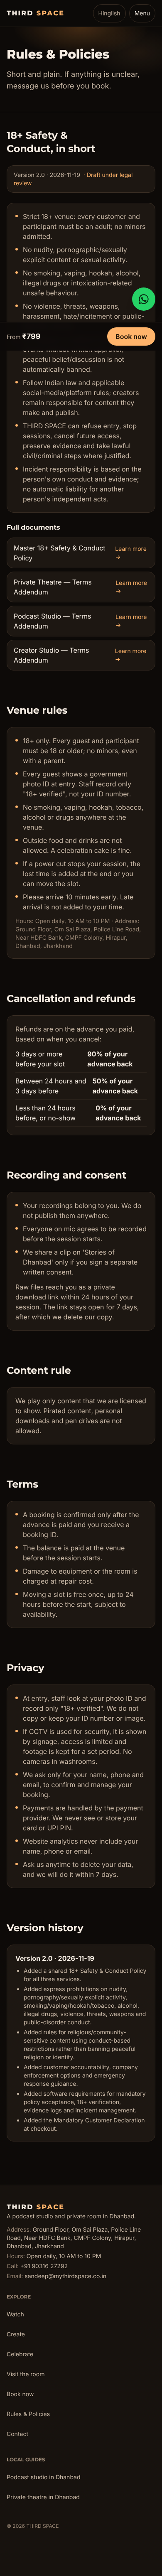 THIRD SPACE
Hinglish
Menu
Rules & Policies
Short and plain. If anything is unclear,
message us before you book.
18+ Safety &
Conduct, in short
Version 2.0 · 2026-11-19 · Draft under legal
review
Strict 18+ venue: every customer and
participant must be an adult; no minors
admitted.
No nudity, pornographic/sexually
explicit content or sexual activity.
No smoking, vaping, hookah, alcohol,
illegal drugs or intoxication-related
unsafe behaviour.
No violence, threats, weapons,
harassment, hate/incitement or public-
From ₹799
Book now
peaceful belief/discussion is not
automatically banned.
Follow Indian law and applicable
social-media/platform rules; creators
remain responsible for content they
make and publish.
THIRD SPACE can refuse entry, stop
sessions, cancel future access,
preserve evidence and take lawful
civil/criminal steps where justified.
Incident responsibility is based on the
person's own conduct and evidence;
no automatic liability for another
person's independent acts.
Full documents
Master 18+ Safety & Conduct
Policy
Learn more
→
Private Theatre — Terms
Addendum
Learn more
→
Podcast Studio — Terms
Addendum
Learn more
→
Creator Studio — Terms
Addendum
Learn more
→
Venue rules
18+ only. Every guest and participant
must be 18 or older; no minors, even
with a parent.
Every guest shows a government
photo ID at entry. Staff record only
"18+ verified", not your ID number.
No smoking, vaping, hookah, tobacco,
alcohol or drugs anywhere at the
venue.
Outside food and drinks are not
allowed. A celebration cake is fine.
If a power cut stops your session, the
lost time is added at the end or you
can move the slot.
Please arrive 10 minutes early. Late
arrival is not added to your time.
Hours: Open daily, 10 AM to 10 PM · Address:
Ground Floor, Om Sai Plaza, Police Line Road,
Near HDFC Bank, CMPF Colony, Hirapur,
Dhanbad, Jharkhand
Cancellation and refunds
Refunds are on the advance you paid,
based on when you cancel:
3 days or more
before your slot
90% of your
advance back
Between 24 hours and
3 days before
50% of your
advance back
Less than 24 hours
before, or no-show
0% of your
advance back
Recording and consent
Your recordings belong to you. We do
not publish them anywhere.
Everyone on mic agrees to be recorded
before the session starts.
We share a clip on 'Stories of
Dhanbad' only if you sign a separate
written consent.
Raw files reach you as a private
download link within 24 hours of your
session. The link stays open for 7 days,
after which we delete our copy.
Content rule
We play only content that we are licensed
to show. Pirated content, personal
downloads and pen drives are not
allowed.
Terms
A booking is confirmed only after the
advance is paid and you receive a
booking ID.
The balance is paid at the venue
before the session starts.
Damage to equipment or the room is
charged at repair cost.
Moving a slot is free once, up to 24
hours before the start, subject to
availability.
Privacy
At entry, staff look at your photo ID and
record only "18+ verified". We do not
copy or keep your ID number or image.
If CCTV is used for security, it is shown
by signage, access is limited and
footage is kept for a set period. No
cameras in washrooms.
We ask only for your name, phone and
email, to confirm and manage your
booking.
Payments are handled by the payment
provider. We never see or store your
card or UPI PIN.
Website analytics never include your
name, phone or email.
Ask us anytime to delete your data,
and we will do it within 7 days.
Version history
Version 2.0 · 2026-11-19
Added a shared 18+ Safety & Conduct Policy
for all three services.
Added express prohibitions on nudity,
pornography/sexually explicit activity,
smoking/vaping/hookah/tobacco, alcohol,
illegal drugs, violence, threats, weapons and
public-disorder conduct.
Added rules for religious/community-
sensitive content using conduct-based
restrictions rather than banning peaceful
religion or identity.
Added customer accountability, company
enforcement options and emergency
response guidance.
Added software requirements for mandatory
policy acceptance, 18+ verification,
evidence logs and incident management.
Added the Mandatory Customer Declaration
at checkout.
THIRD SPACE
A podcast studio and private room in Dhanbad.
Address: Ground Floor, Om Sai Plaza, Police Line
Road, Near HDFC Bank, CMPF Colony, Hirapur,
Dhanbad, Jharkhand
Hours: Open daily, 10 AM to 10 PM
Call: +91 90316 27292
Email: sandeep@mythirdspace.co.in
EXPLORE
Watch
Create
Celebrate
Visit the room
Book now
Rules & Policies
Contact
LOCAL GUIDES
Podcast studio in Dhanbad
Private theatre in Dhanbad
© 2026 THIRD SPACE